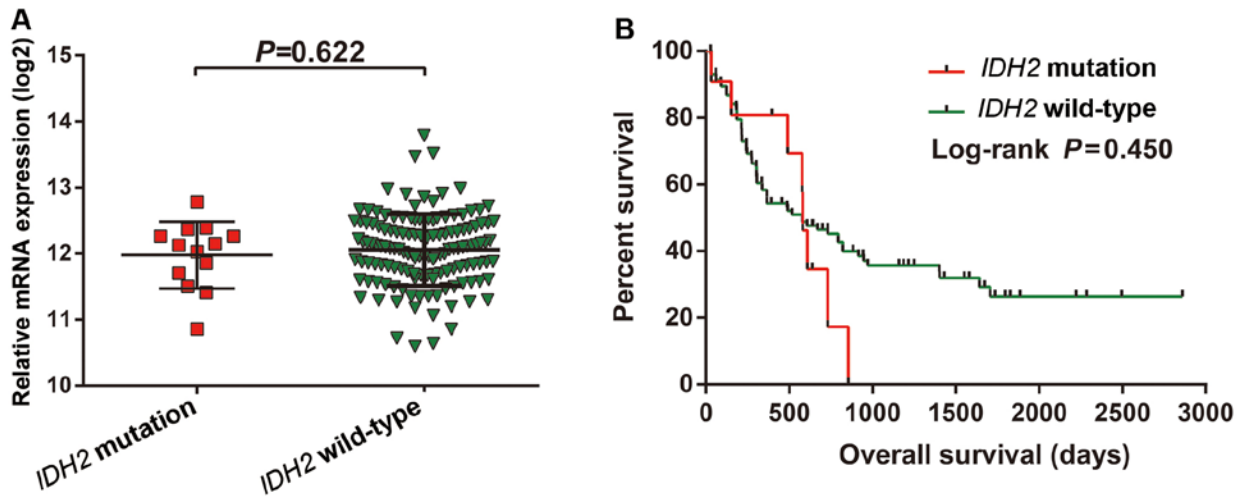 A
P=0.622
Relative mRNA expression (log2)
15
14
13
12
11
10
IDH2 mutation
IDH2 wild-type
B
IDH2 mutation
IDH2 wild-type
Log-rank P=0.450
Percent survival
100
80
60
40
20
0
0 500 1000 1500 2000 2500 3000
Overall survival (days)